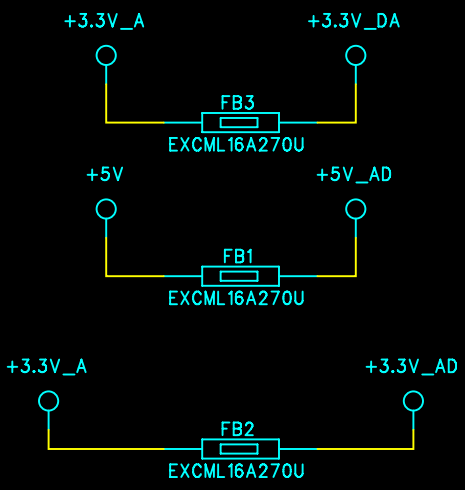 +3.3V_A +3.3V_DA
FB3
EXCML16A270U
+5V +5V_AD
FB1
EXCML16A270U
+3.3V_A +3.3V_AD
FB2
EXCML16A270U